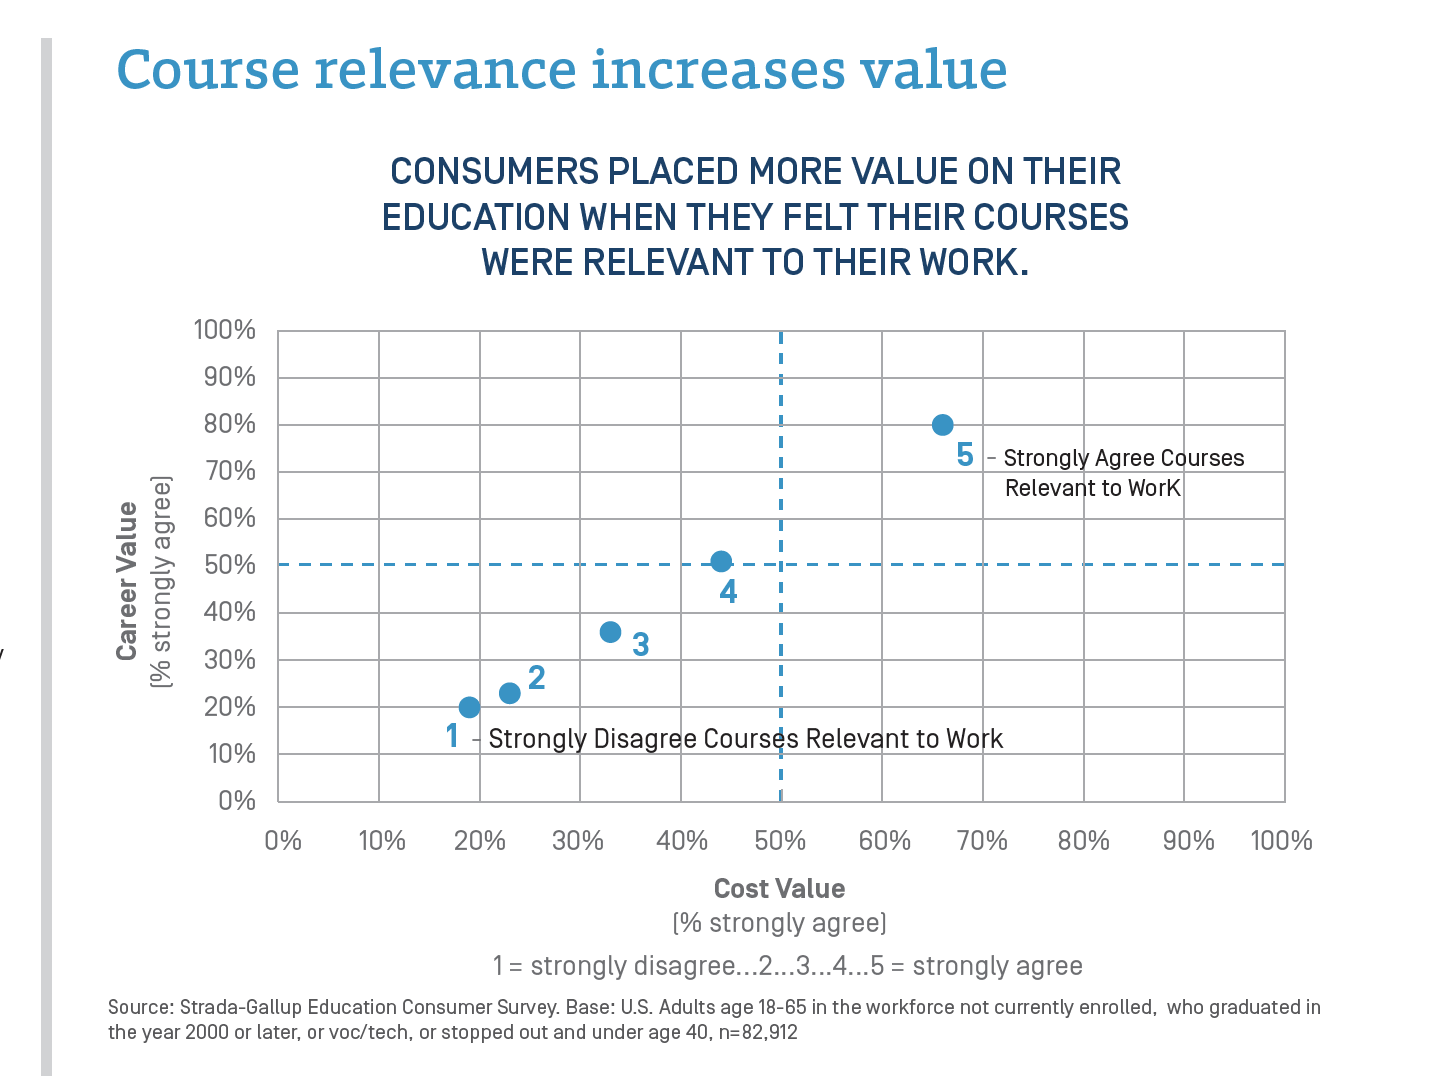 Course relevance increases value
CONSUMERS PLACED MORE VALUE ON THEIR
EDUCATION WHEN THEY FELT THEIR COURSES
WERE RELEVANT TO THEIR WORK.
Career Value
(% strongly agree)
100%
90%
80%
70%
60%
50%
40%
30%
20%
10%
0%
5 – Strongly Agree Courses
Relevant to WorK
4
3
2
1 – Strongly Disagree Courses Relevant to Work
0% 10% 20% 30% 40% 50% 60% 70% 80% 90% 100%
Cost Value
(% strongly agree)
1 = strongly disagree...2...3...4...5 = strongly agree
Source: Strada-Gallup Education Consumer Survey. Base: U.S. Adults age 18-65 in the workforce not currently enrolled, who graduated in
the year 2000 or later, or voc/tech, or stopped out and under age 40, n=82,912